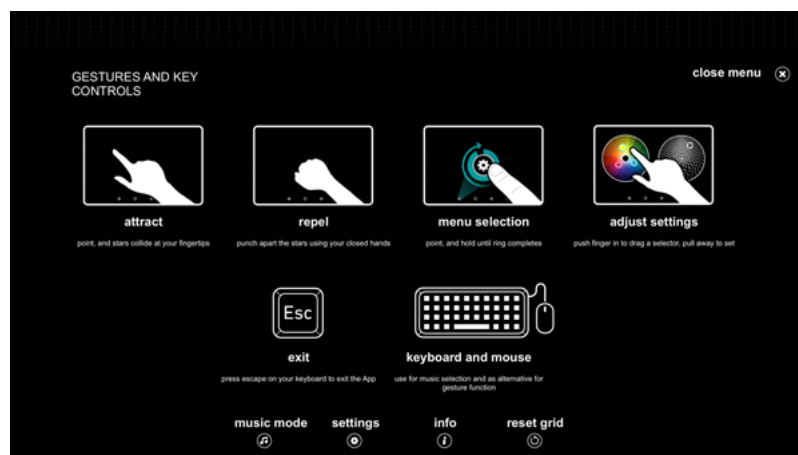 GESTURES AND KEY
CONTROLS
close menu
attract
point, and stars collide at your fingertips
repel
punch apart the stars using your closed hands
menu selection
point, and hold until ring completes
adjust settings
push finger in to drag a selector, pull away to set
Esc
exit
press escape on your keyboard to exit the App
keyboard and mouse
use for music selection and as alternative for
gesture function
music mode
settings
info
i
reset grid